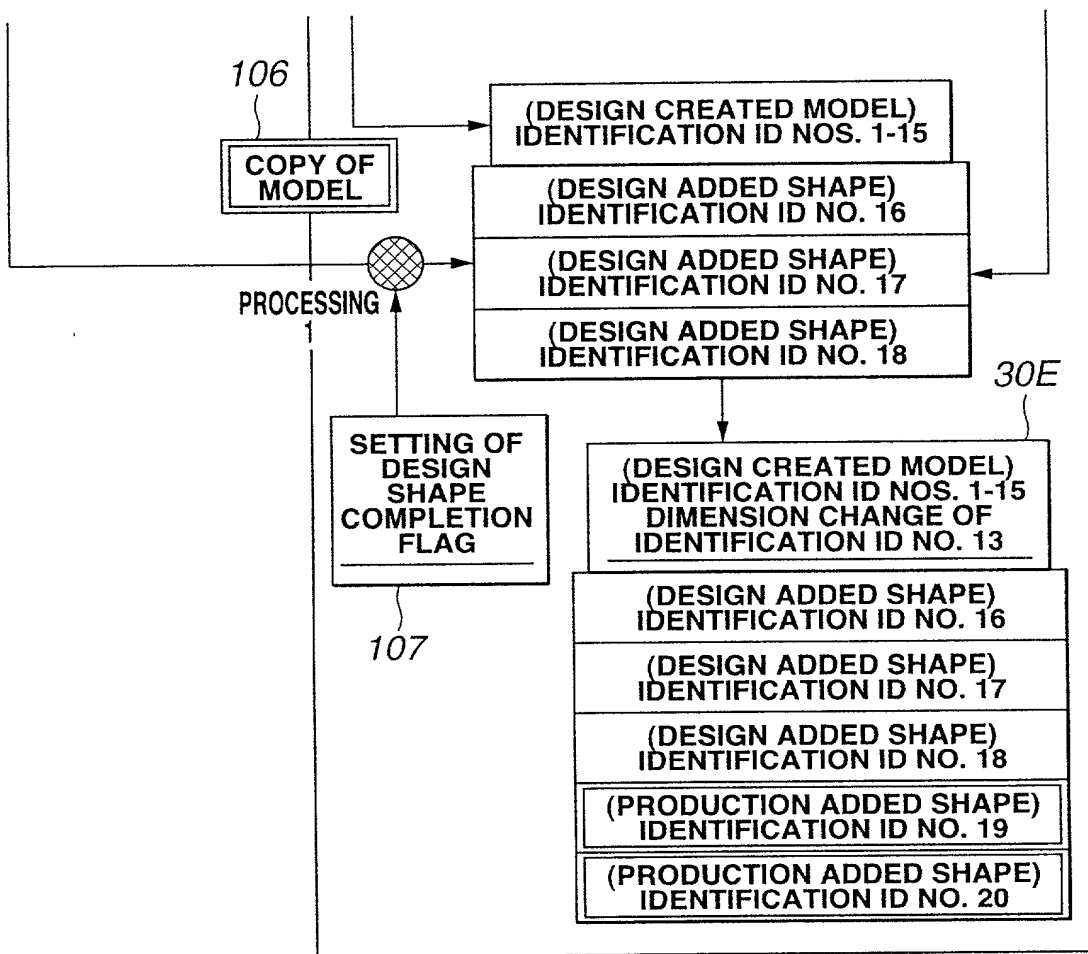 106
COPY OF
MODEL
(DESIGN CREATED MODEL)
IDENTIFICATION ID NOS. 1-15
(DESIGN ADDED SHAPE)
IDENTIFICATION ID NO. 16
(DESIGN ADDED SHAPE)
IDENTIFICATION ID NO. 17
(DESIGN ADDED SHAPE)
IDENTIFICATION ID NO. 18
PROCESSING
1
SETTING OF
DESIGN
SHAPE
COMPLETION
FLAG
107
30E
(DESIGN CREATED MODEL)
IDENTIFICATION ID NOS. 1-15
DIMENSION CHANGE OF
IDENTIFICATION ID NO. 13
(DESIGN ADDED SHAPE)
IDENTIFICATION ID NO. 16
(DESIGN ADDED SHAPE)
IDENTIFICATION ID NO. 17
(DESIGN ADDED SHAPE)
IDENTIFICATION ID NO. 18
(PRODUCTION ADDED SHAPE)
IDENTIFICATION ID NO. 19
(PRODUCTION ADDED SHAPE)
IDENTIFICATION ID NO. 20